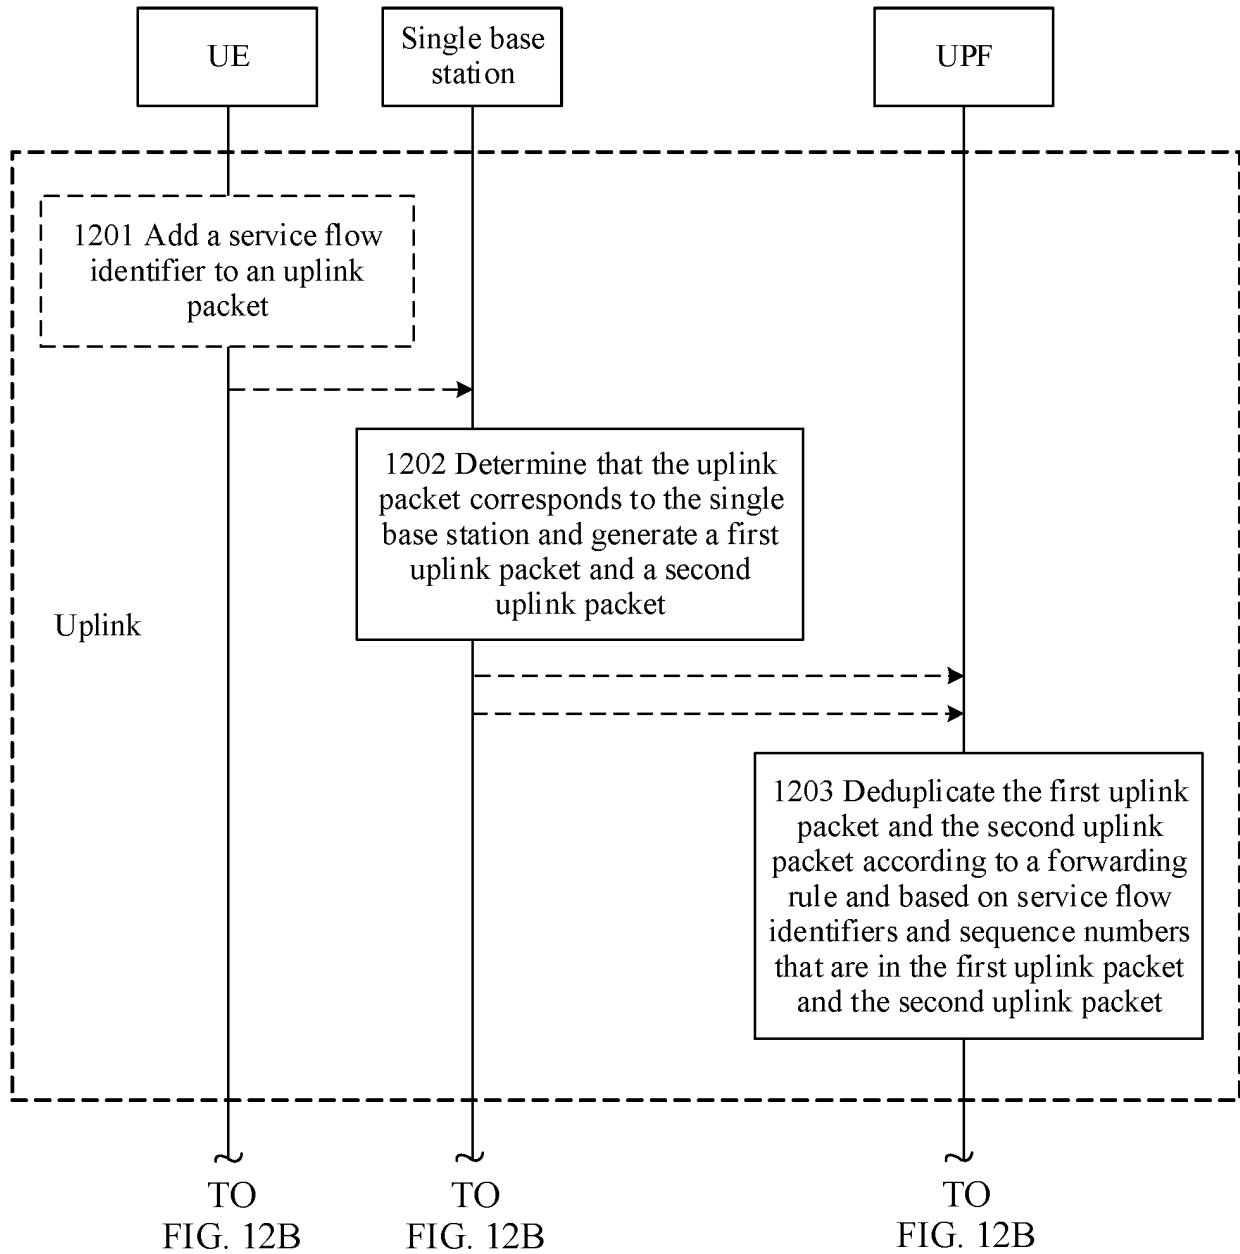 UE
Single base
station
UPF
1201 Add a service flow
identifier to an uplink
packet
1202 Determine that the uplink
packet corresponds to the single
base station and generate a first
uplink packet and a second
uplink packet
Uplink
1203 Deduplicate the first uplink
packet and the second uplink
packet according to a forwarding
rule and based on service flow
identifiers and sequence numbers
that are in the first uplink packet
and the second uplink packet
TO
FIG. 12B
TO
FIG. 12B
TO
FIG. 12B